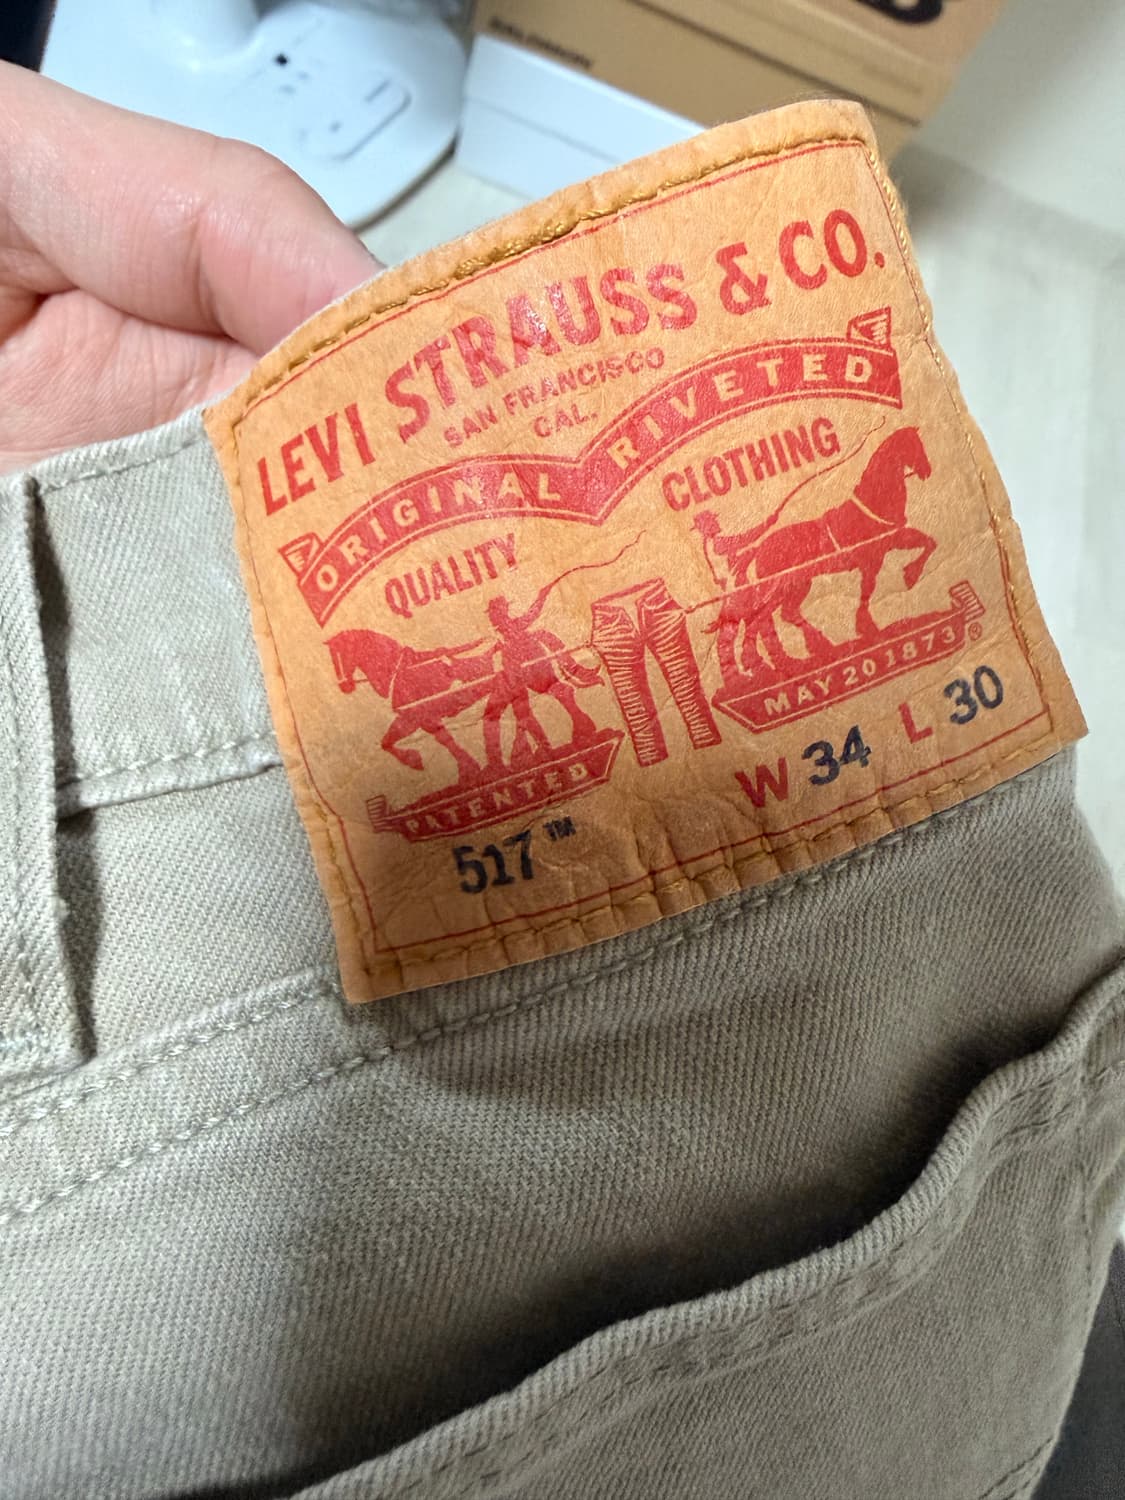 LEVI STRAUSS & CO.
SAN FRANCISCO
CAL.
ORIGINAL RIVETED
QUALITY CLOTHING
PATENTED MAY 20 1873 ®
517™ W 34 L 30